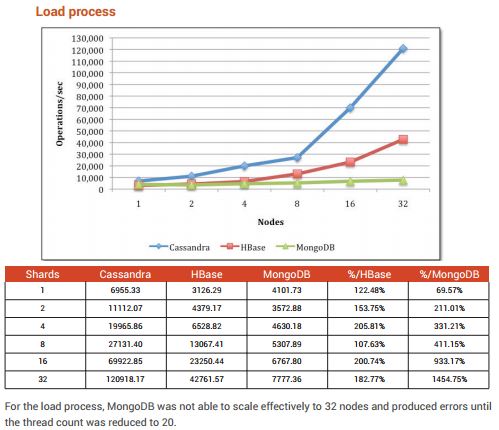 Load process
130,000
120,000
110,000
100,000
90,000
80,000
70,000
60,000
50,000
40,000
30,000
20,000
10,000
0
Operations/sec
1 2 4 8 16 32
Nodes
Cassandra HBase MongoDB
Shards Cassandra HBase MongoDB %/HBase %/MongoDB
1 6955.33 3126.29 4101.73 122.48% 69.57%
2 11112.07 4379.17 3572.88 153.75% 211.01%
4 19965.86 6528.82 4630.18 205.81% 331.21%
8 27131.40 13067.41 5307.89 107.63% 411.15%
16 69922.85 23250.44 6767.80 200.74% 933.17%
32 120918.17 42761.57 7777.36 182.77% 1454.75%
For the load process, MongoDB was not able to scale effectively to 32 nodes and produced errors until
the thread count was reduced to 20.